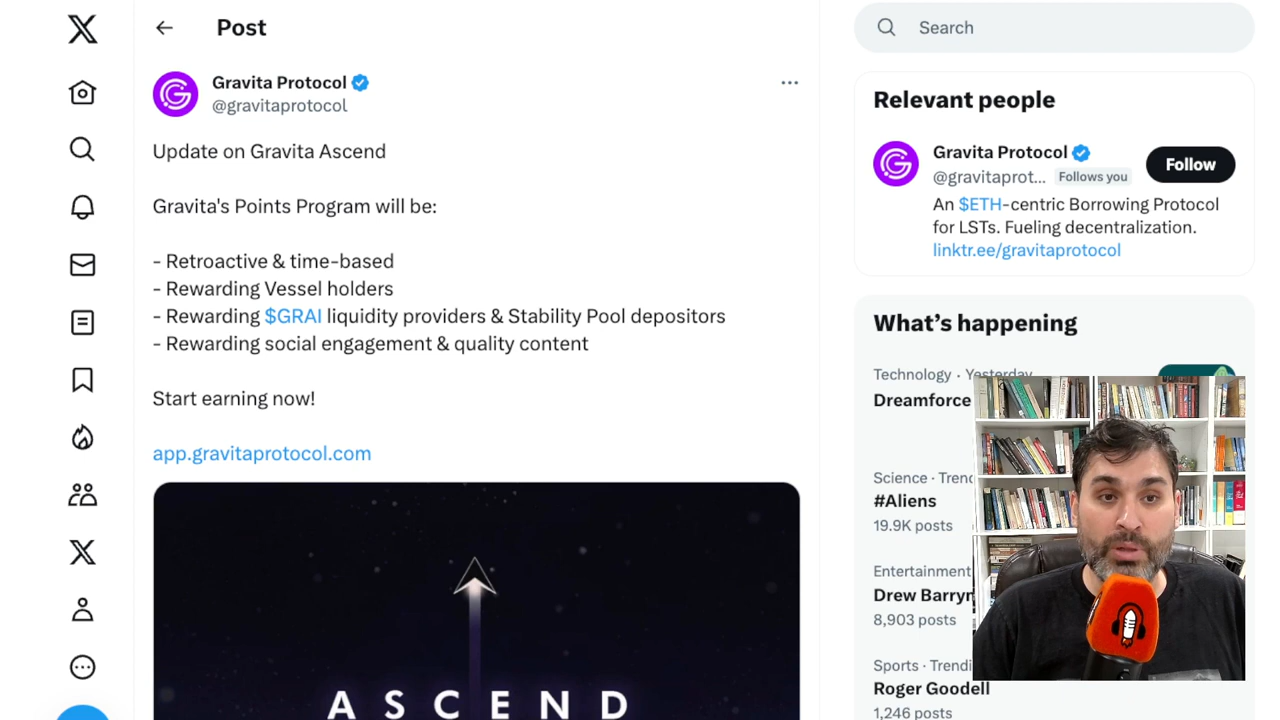 Post
Search
Gravita Protocol
@gravitaprotocol
Update on Gravita Ascend
Gravita's Points Program will be:
- Retroactive & time-based
- Rewarding Vessel holders
- Rewarding $GRAI liquidity providers & Stability Pool depositors
- Rewarding social engagement & quality content
Start earning now!
app.gravitaprotocol.com
ASCEND
Relevant people
Gravita Protocol
@gravitaprot... Follows you
Follow
An $ETH-centric Borrowing Protocol
for LSTs. Fueling decentralization.
linktr.ee/gravitaprotocol
What's happening
Technology · Yesterday
Dreamforce
Science · Trend
#Aliens
19.9K posts
Entertainment
Drew Barrym
8,903 posts
Sports · Trendi
Roger Goodell
1,246 posts